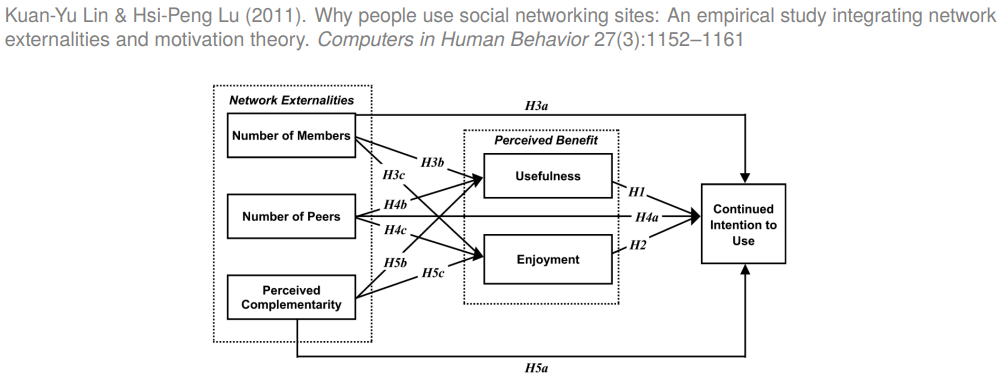 Kuan-Yu Lin & Hsi-Peng Lu (2011). Why people use social networking sites: An empirical study integrating network
externalities and motivation theory. Computers in Human Behavior 27(3):1152–1161
Network Externalities
H3a
Number of Members
Perceived Benefit
H3b
H3c
Usefulness
H1
H4b
Number of Peers
H4a
Continued
Intention to
Use
H4c
H2
H5b
H5c
Enjoyment
Perceived
Complementarity
H5a